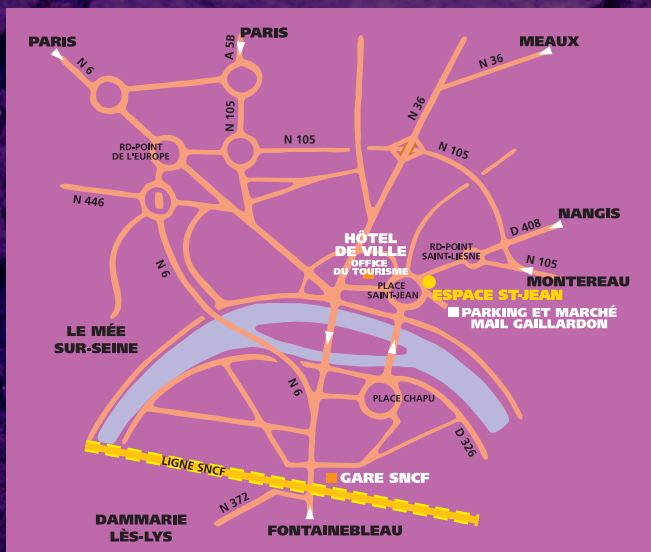 PARIS
PARIS
MEAUX
N 6
A 5B
N 36
N 36
N 105
RD-POINT
DE L'EUROPE
N 105
N 105
N 446
NANGIS
D 408
HÔTEL
DE VILLE
OFFICE
DU TOURISME
RD-POINT
SAINT-LIESNE
N 105
MONTEREAU
N 6
PLACE
SAINT-JEAN
ESPACE ST-JEAN
PARKING ET MARCHÉ
MAIL GAILLARDON
LE MÉE
SUR-SEINE
N 6
PLACE CHAPU
D 326
LIGNE SNCF
GARE SNCF
N 372
DAMMARIE
LÈS-LYS
FONTAINEBLEAU